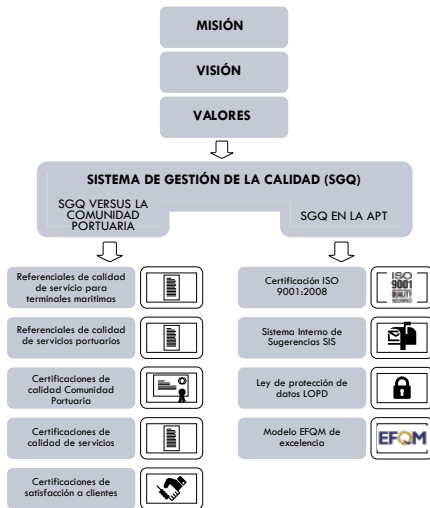 MISIÓN
VISIÓN
VALORES
SISTEMA DE GESTIÓN DE LA CALIDAD (SGQ)
SGQ VERSUS LA
COMUNIDAD
PORTUARIA
SGQ EN LA APT
Referenciales de calidad
de servicio para
terminales marítimas
Referenciales de calidad
de servicios portuarios
Certificaciones de
calidad Comunidad
Portuaria
Certificaciones de
calidad de servicios
Certificaciones de
satisfacción a clientes
Certificación ISO
9001:2008
ISO
9001
QUALITY
Sistema Interno de
Sugerencias SIS
Ley de protección de
datos LOPD
Modelo EFQM de
excelencia
EFQM